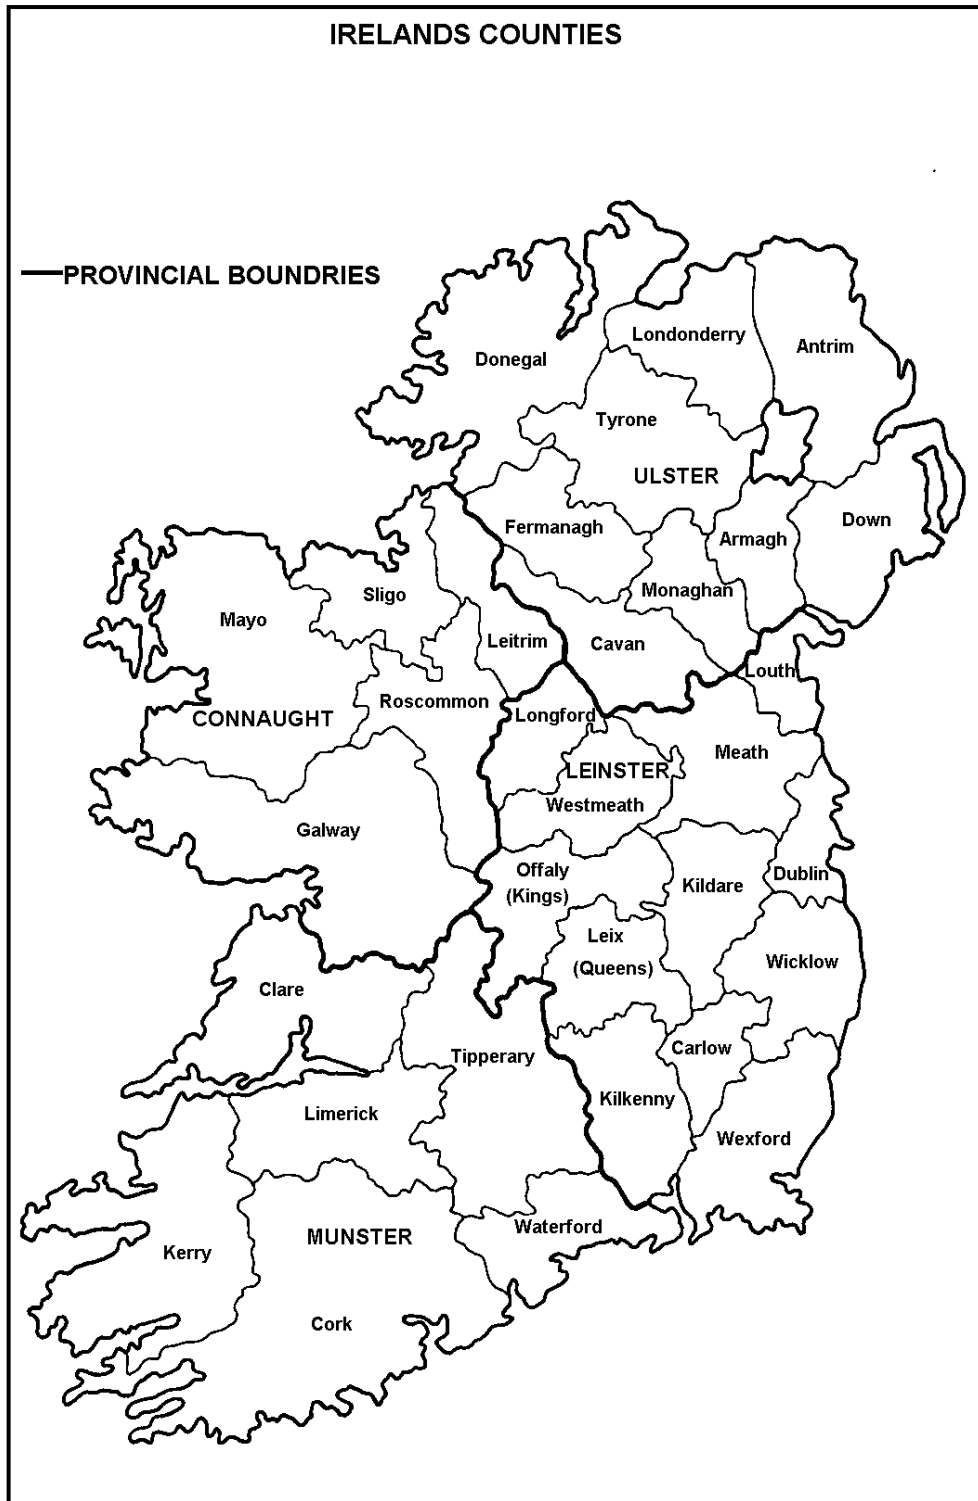 IRELANDS COUNTIES
PROVINCIAL BOUNDRIES
Londonderry
Antrim
Donegal
Tyrone
ULSTER
Fermanagh
Armagh
Down
Monaghan
Sligo
Mayo
Leitrim
Cavan
Louth
Roscommon
Longford
CONNAUGHT
Meath
LEINSTER
Westmeath
Galway
Offaly
(Kings)
Kildare
Dublin
Leix
(Queens)
Wicklow
Clare
Tipperary
Carlow
Kilkenny
Limerick
Wexford
Waterford
MUNSTER
Kerry
Cork